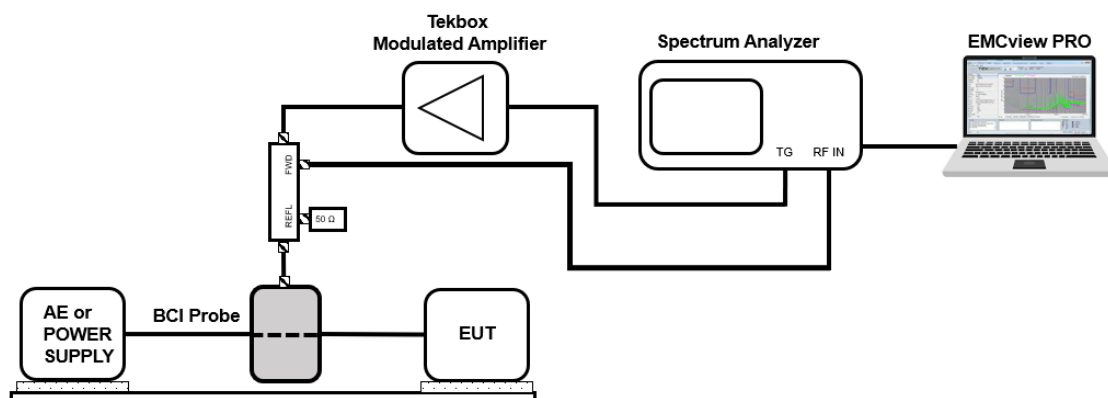 Tekbox
Modulated Amplifier
Spectrum Analyzer
EMCview PRO
TG
RF IN
FWD
REFL
50 Ω
AE or
POWER
SUPPLY
BCI Probe
EUT